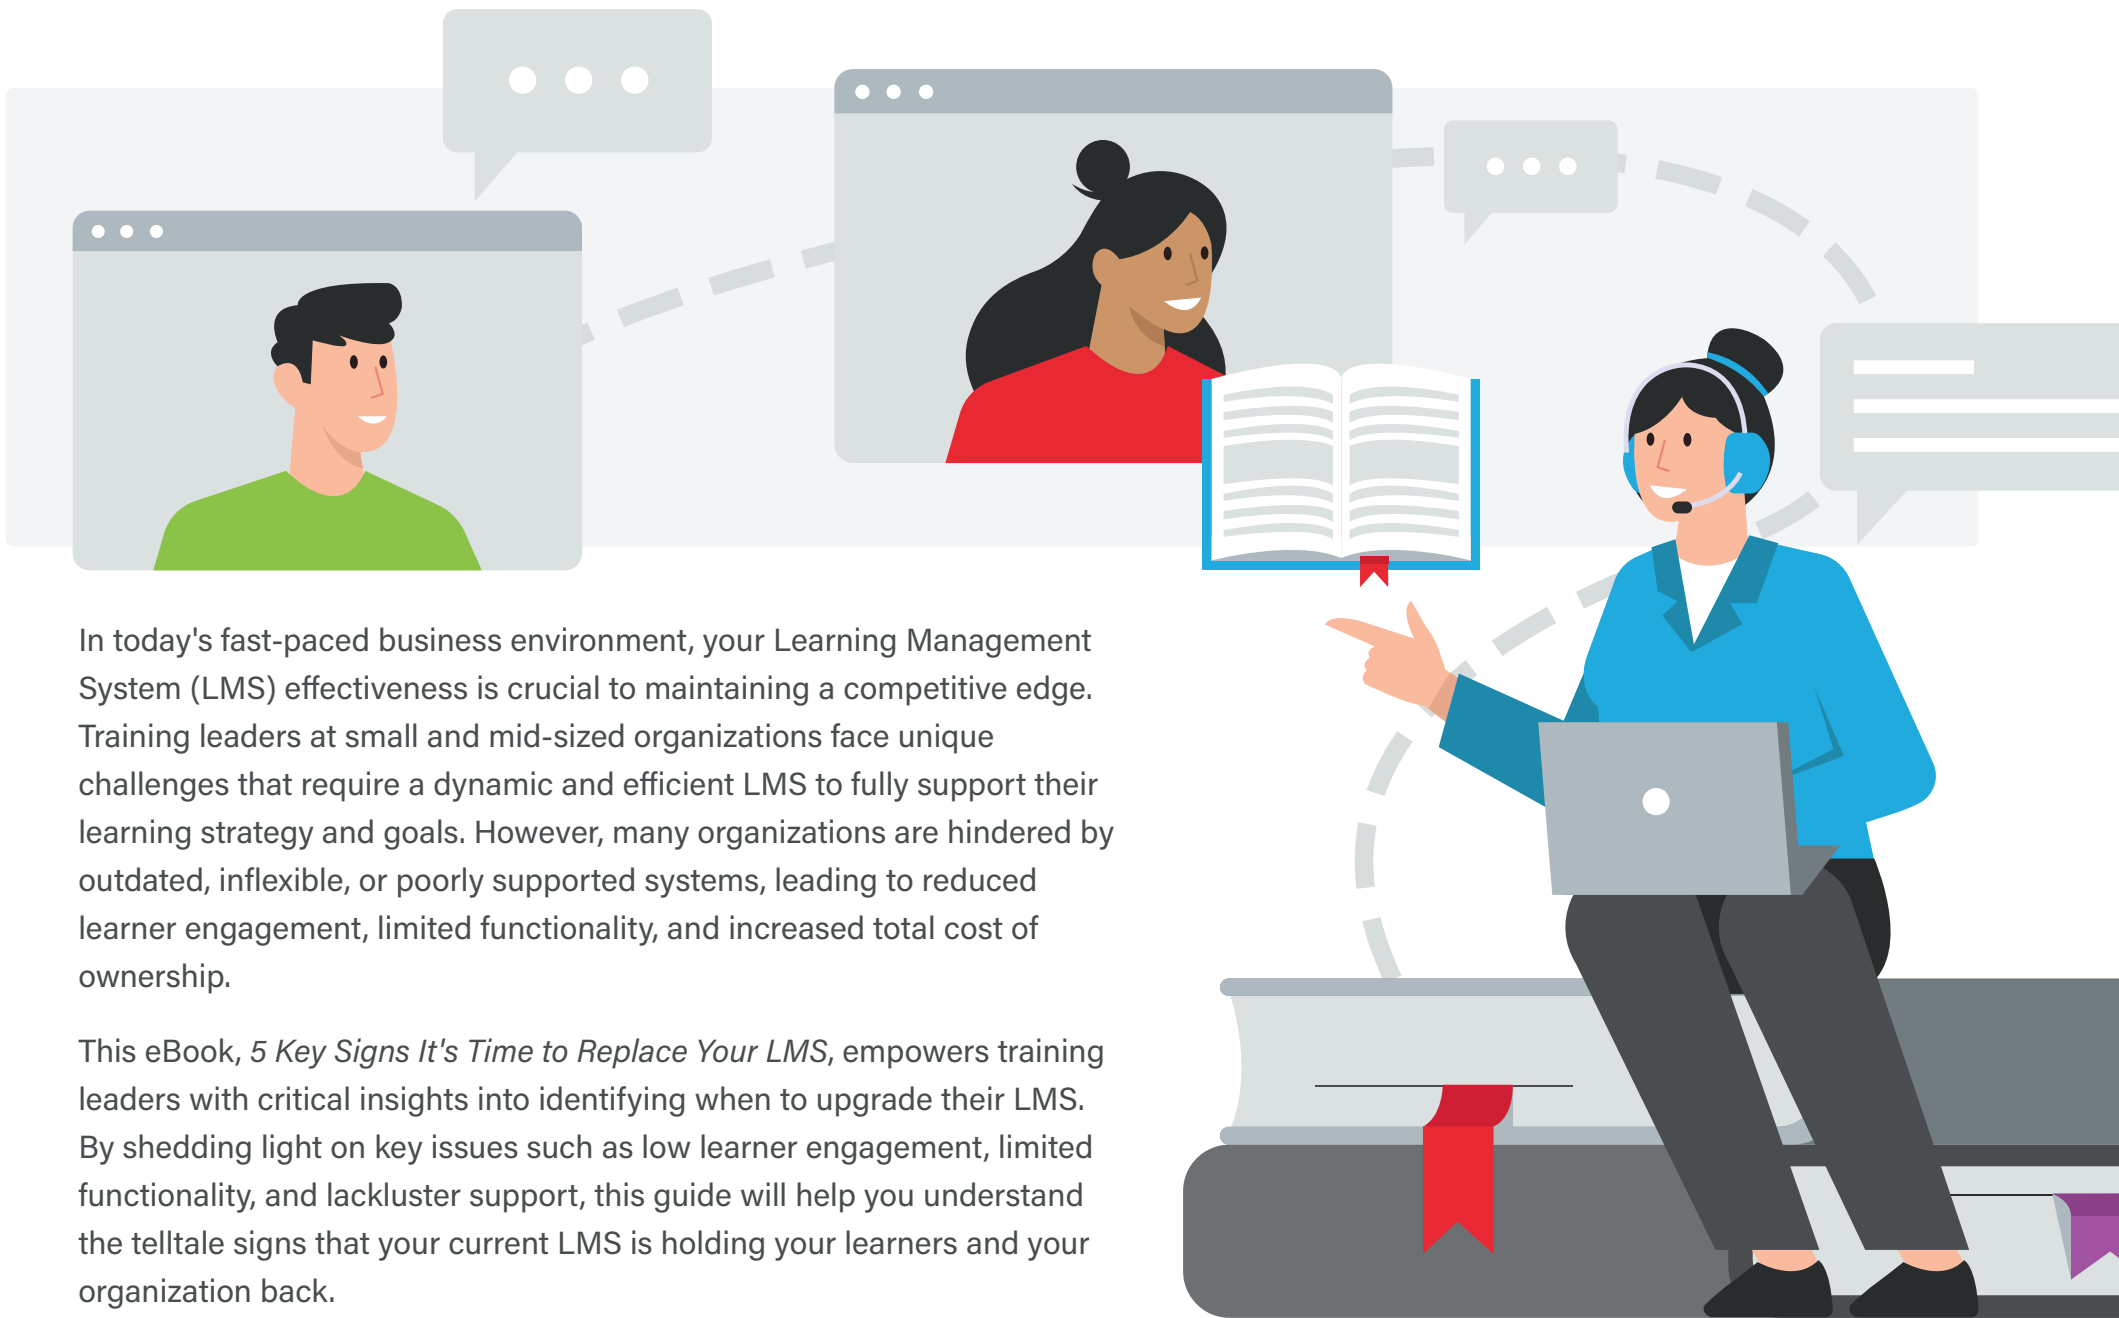 In today's fast-paced business environment, your Learning Management
System (LMS) effectiveness is crucial to maintaining a competitive edge.
Training leaders at small and mid-sized organizations face unique
challenges that require a dynamic and efficient LMS to fully support their
learning strategy and goals. However, many organizations are hindered by
outdated, inflexible, or poorly supported systems, leading to reduced
learner engagement, limited functionality, and increased total cost of
ownership.
This eBook, 5 Key Signs It's Time to Replace Your LMS, empowers training
leaders with critical insights into identifying when to upgrade their LMS.
By shedding light on key issues such as low learner engagement, limited
functionality, and lackluster support, this guide will help you understand
the telltale signs that your current LMS is holding your learners and your
organization back.